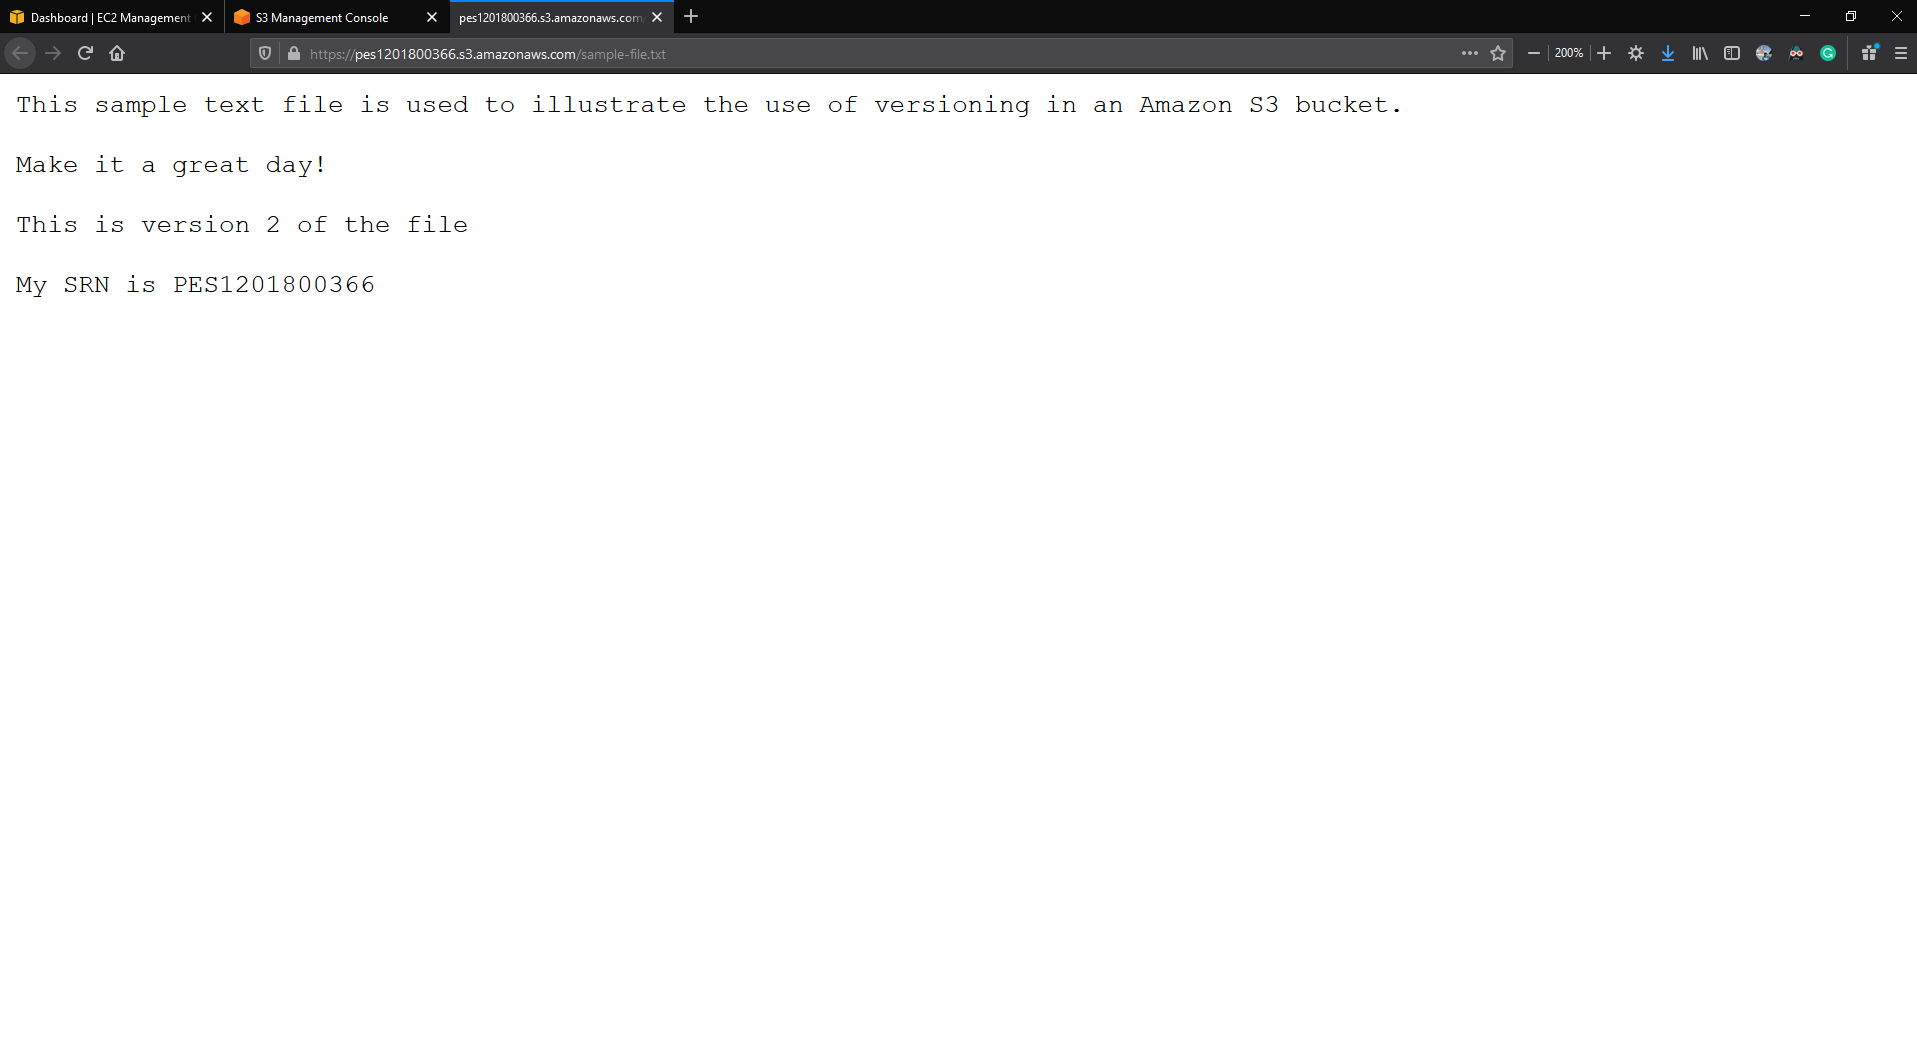 Dashboard | EC2 Management
S3 Management Console
pes1201800366.s3.amazonaws.com/
https://pes1201800366.s3.amazonaws.com/sample-file.txt
200%
This sample text file is used to illustrate the use of versioning in an Amazon S3 bucket.
Make it a great day!
This is version 2 of the file
My SRN is PES1201800366